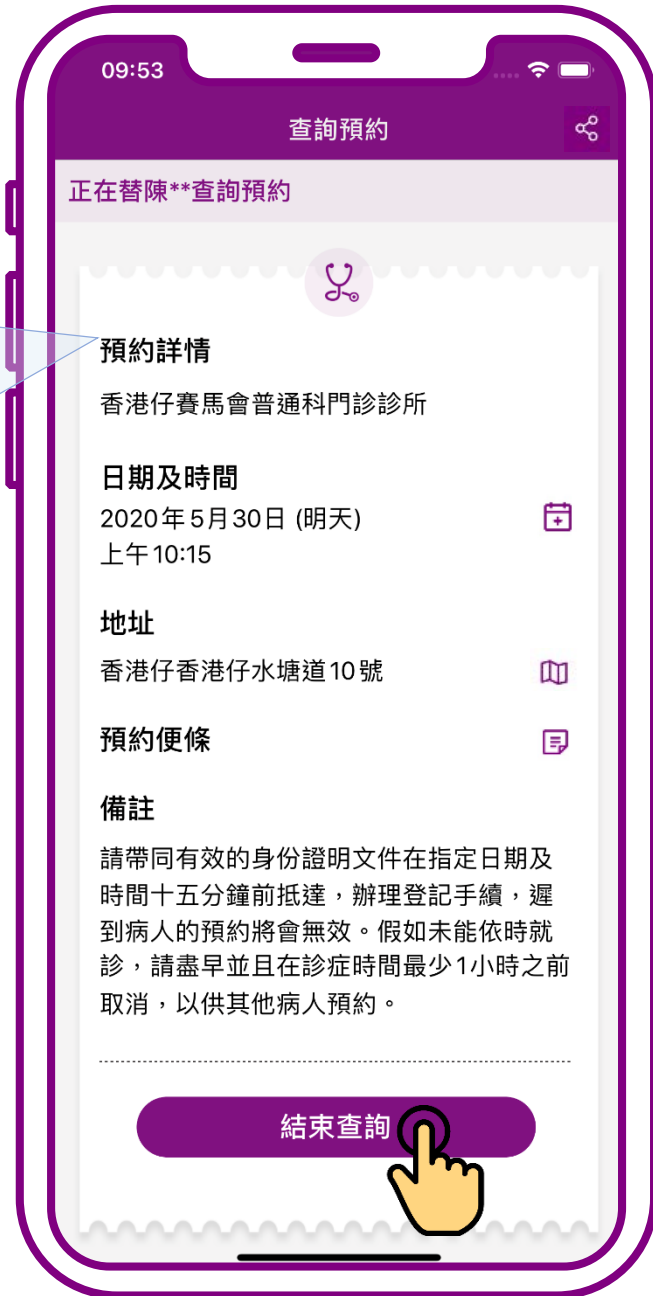 09:53
查詢預約
正在替陳**查詢預約
預約詳情
香港仔賽馬會普通科門診診所
日期及時間
2020年5月30日 (明天)
上午10:15
地址
香港仔香港仔水塘道10號
預約便條
備註
請帶同有效的身份證明文件在指定日期及
時間十五分鐘前抵達，辦理登記手續，遲
到病人的預約將會無效。假如未能依時就
診，請盡早並且在診症時間最少1小時之前
取消，以供其他病人預約。
結束查詢